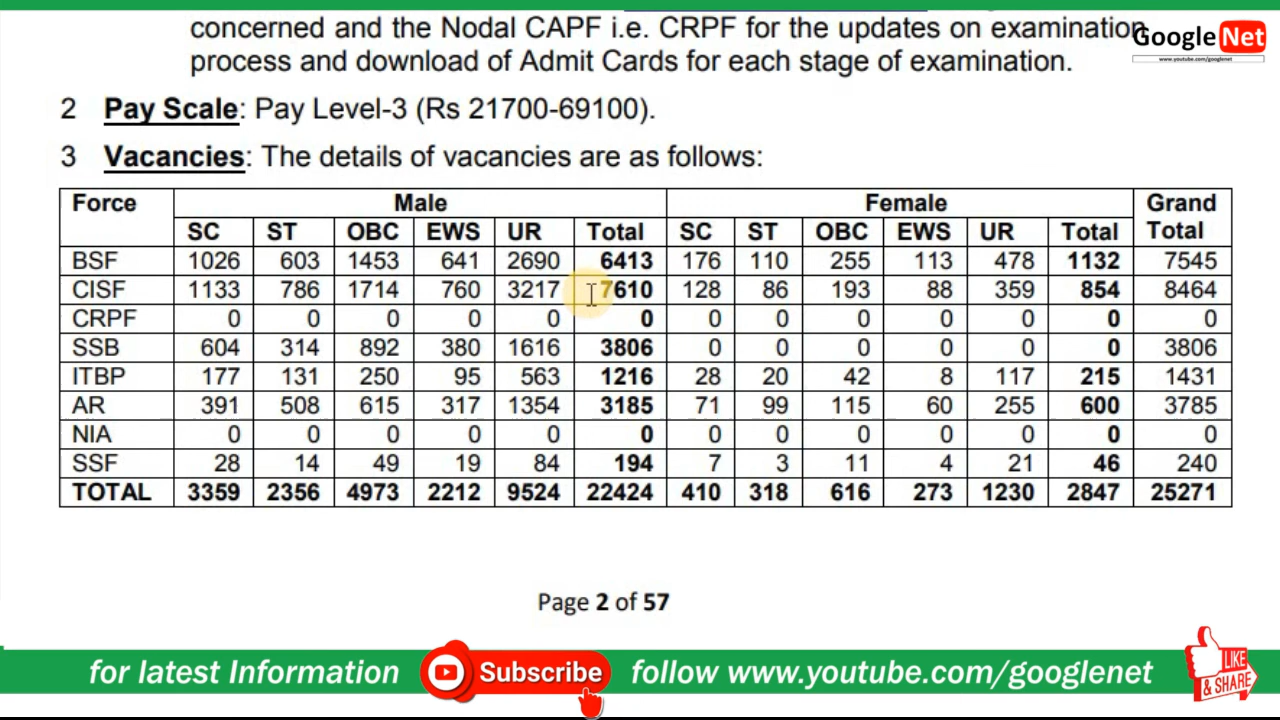 concerned and the Nodal CAPF i.e. CRPF for the updates on examination
process and download of Admit Cards for each stage of examination.
GoogleNet
www.youtube.com/googlenet
2 Pay Scale: Pay Level-3 (Rs 21700-69100).
3 Vacancies: The details of vacancies are as follows:
Force Male Female Grand Total
SC ST OBC EWS UR Total SC ST OBC EWS UR Total
BSF 1026 603 1453 641 2690 6413 176 110 255 113 478 1132 7545
CISF 1133 786 1714 760 3217 7610 128 86 193 88 359 854 8464
CRPF 0 0 0 0 0 0 0 0 0 0 0 0 0
SSB 604 314 892 380 1616 3806 0 0 0 0 0 0 3806
ITBP 177 131 250 95 563 1216 28 20 42 8 117 215 1431
AR 391 508 615 317 1354 3185 71 99 115 60 255 600 3785
NIA 0 0 0 0 0 0 0 0 0 0 0 0 0
SSF 28 14 49 19 84 194 7 3 11 4 21 46 240
TOTAL 3359 2356 4973 2212 9524 22424 410 318 616 273 1230 2847 25271
Page 2 of 57
for latest Information Subscribe follow www.youtube.com/googlenet
LIKE
& SHARE